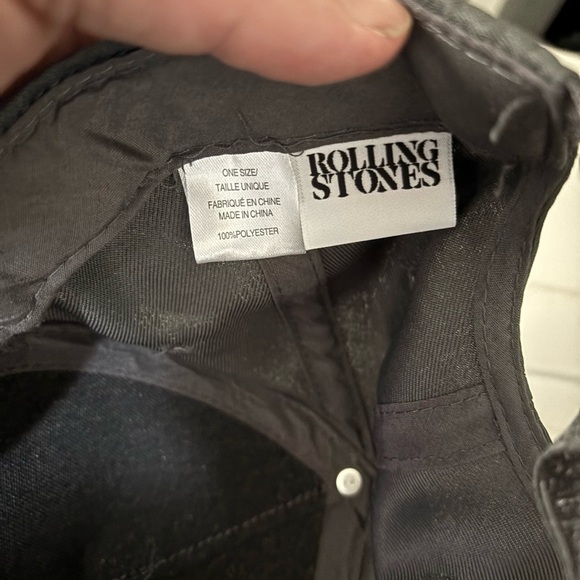 ONE SIZE/
TAILLE UNIQUE
FABRIQUÉ EN CHINE
MADE IN CHINA
100%POLYESTER
ROLLING
STONES